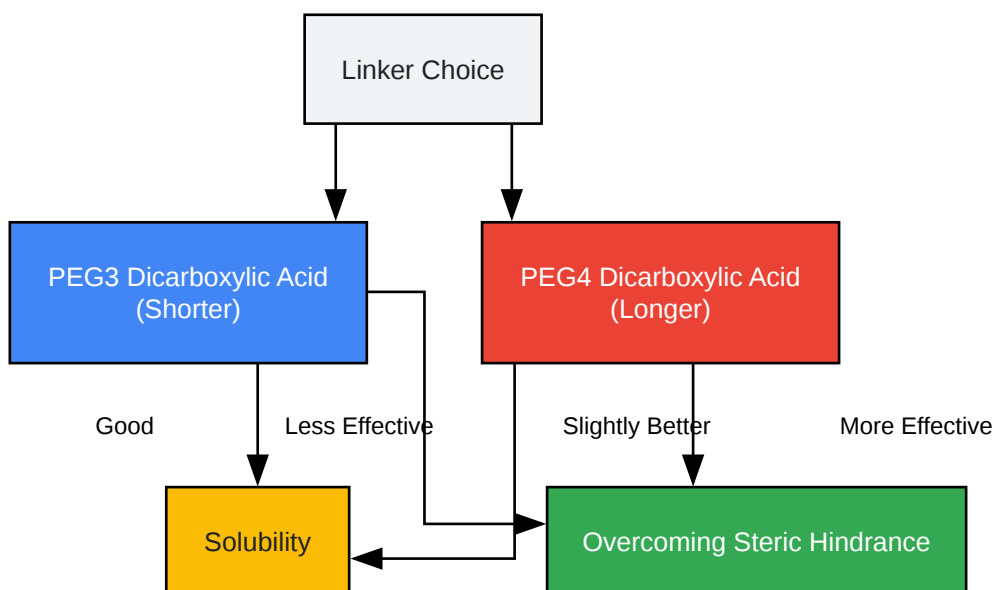 Linker Choice
PEG3 Dicarboxylic Acid
(Shorter)
PEG4 Dicarboxylic Acid
(Longer)
Good
Less Effective
Slightly Better
More Effective
Solubility
Overcoming Steric Hindrance